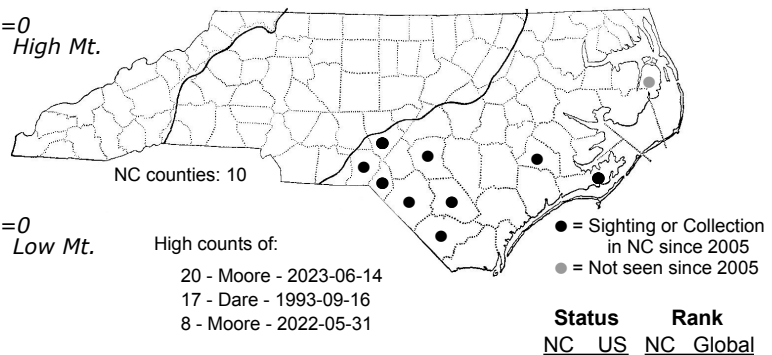 =0
High Mt.
NC counties: 10
=0
Low Mt.
High counts of:
20 - Moore - 2023-06-14
17 - Dare - 1993-09-16
8 - Moore - 2022-05-31
● = Sighting or Collection
in NC since 2005
● = Not seen since 2005
Status Rank
NC US NC Global